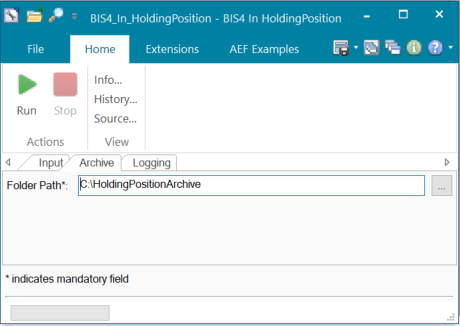 BIS4_In_HoldingPosition - BIS4 In HoldingPosition
File Home Extensions AEF Examples
Run Stop
Info...
History...
Source...
Actions View
Input Archive Logging
Folder Path*: C:\HoldingPositionArchive ...
* indicates mandatory field